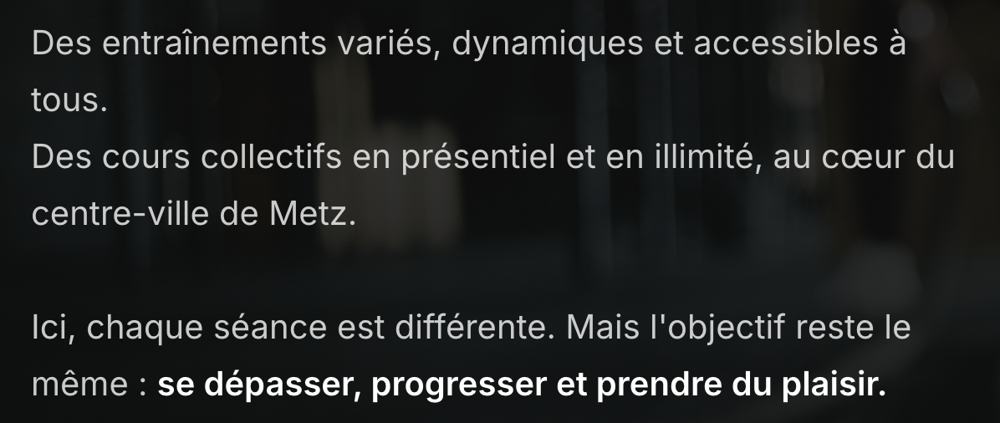 Des entraînements variés, dynamiques et accessibles à
tous.
Des cours collectifs en présentiel et en illimité, au cœur du
centre-ville de Metz.
Ici, chaque séance est différente. Mais l'objectif reste le
même : se dépasser, progresser et prendre du plaisir.